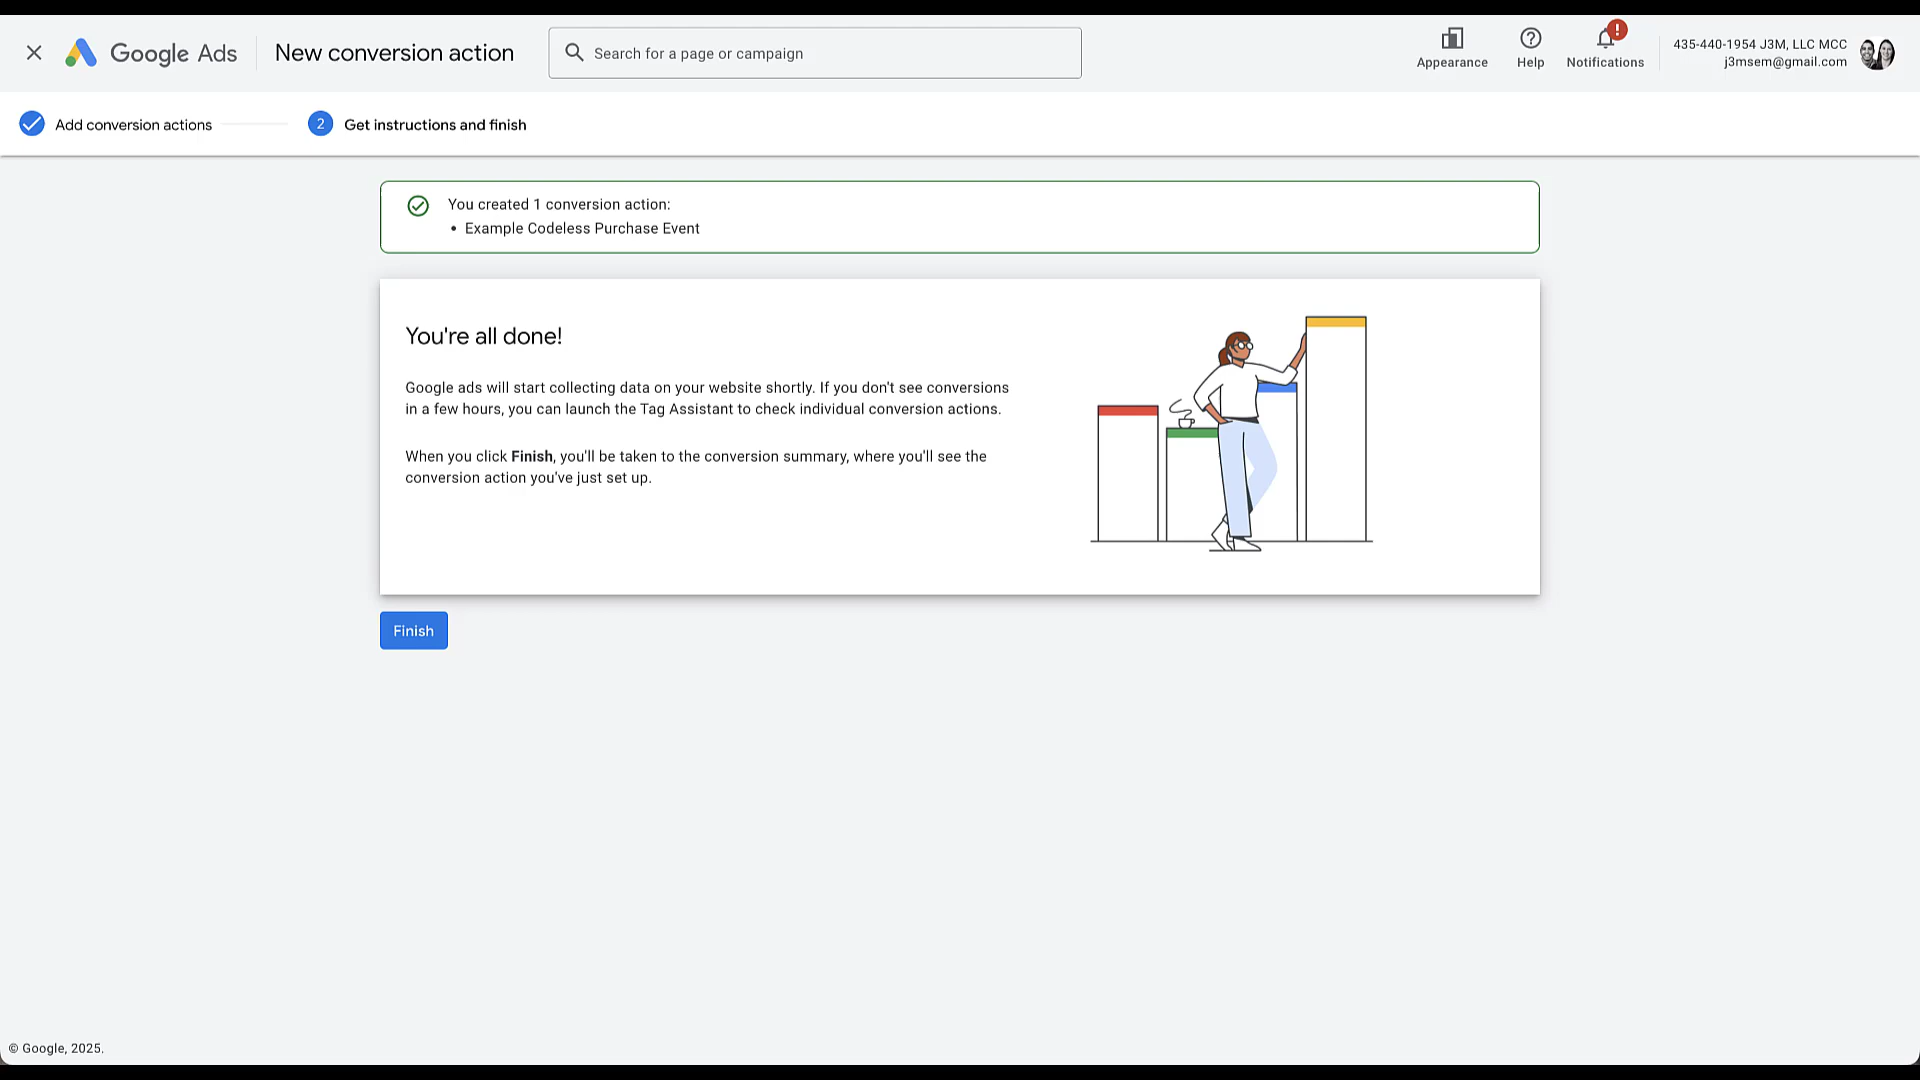 Google Ads
New conversion action
Search for a page or campaign
Appearance
Help
!
Notifications
435-440-1954 J3M, LLC MCC
j3msem@gmail.com
Add conversion actions
2
Get instructions and finish
You created 1 conversion action:
• Example Codeless Purchase Event
You're all done!
Google ads will start collecting data on your website shortly. If you don't see conversions
in a few hours, you can launch the Tag Assistant to check individual conversion actions.
When you click Finish, you'll be taken to the conversion summary, where you'll see the
conversion action you've just set up.
Finish
© Google, 2025.